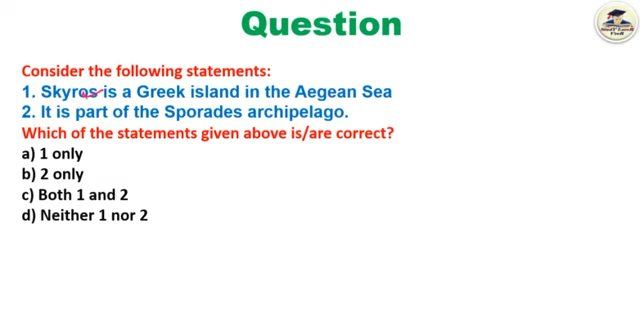 Question
Consider the following statements:
1. Skyros is a Greek island in the Aegean Sea
2. It is part of the Sporades archipelago.
Which of the statements given above is/are correct?
a) 1 only
b) 2 only
c) Both 1 and 2
d) Neither 1 nor 2